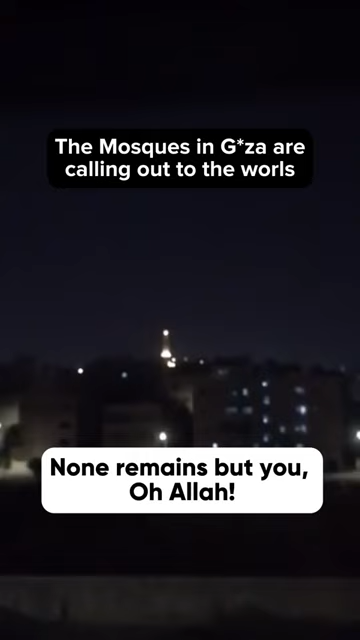 The Mosques in G*za are
calling out to the worls
None remains but you,
Oh Allah!